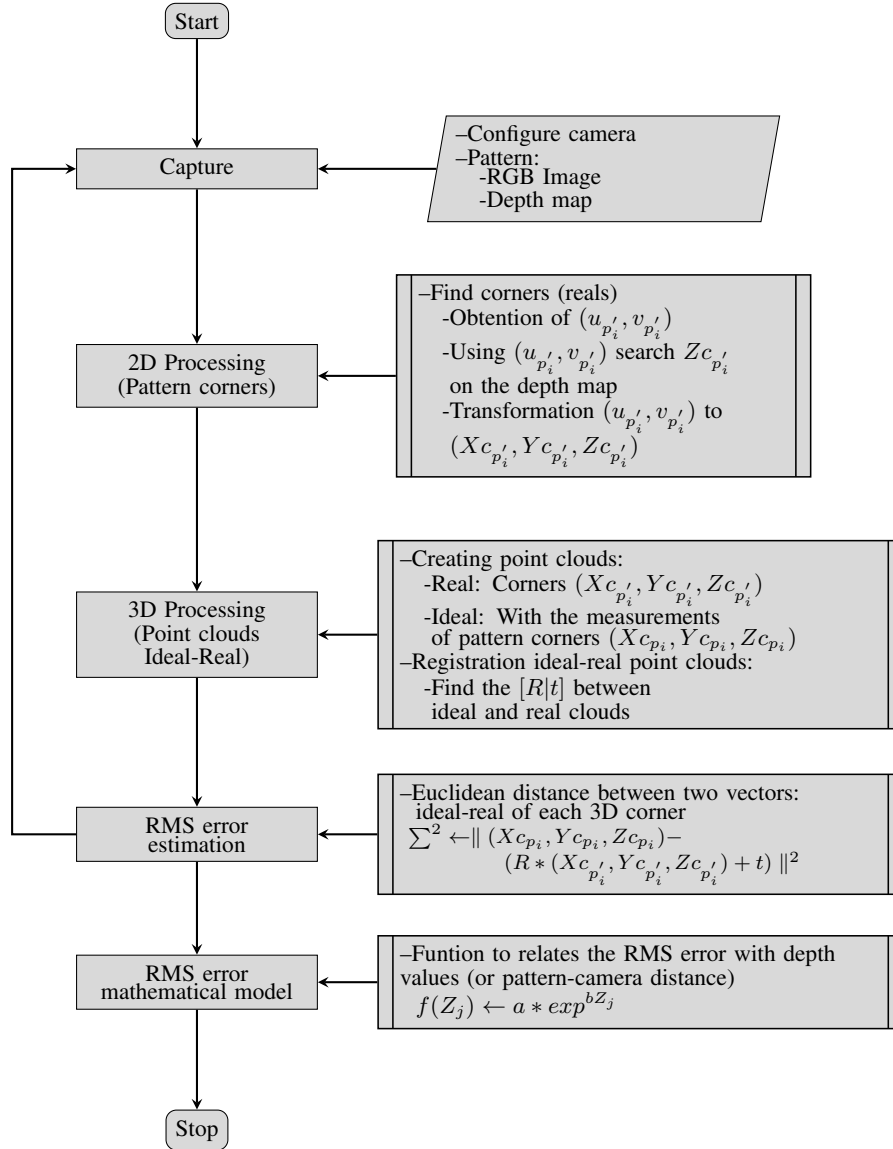 Start
Capture
–Configure camera
–Pattern:
-RGB Image
-Depth map
2D Processing
(Pattern corners)
–Find corners (reals)
-Obtention of $(u_{p_i^{'}}, v_{p_i^{'}})$
-Using $(u_{p_i^{'}}, v_{p_i^{'}})$ search $Zc_{p_i^{'}}$
on the depth map
-Transformation $(u_{p_i^{'}}, v_{p_i^{'}})$ to
$(Xc_{p_i^{'}}, Yc_{p_i^{'}}, Zc_{p_i^{'}})$
3D Processing
(Point clouds
Ideal-Real)
–Creating point clouds:
-Real: Corners $(Xc_{p_i^{'}}, Yc_{p_i^{'}}, Zc_{p_i^{'}})$
-Ideal: With the measurements
of pattern corners $(Xc_{p_i}, Yc_{p_i}, Zc_{p_i})$
–Registration ideal-real point clouds:
-Find the $[R|t]$ between
ideal and real clouds
RMS error
estimation
–Euclidean distance between two vectors:
ideal-real of each 3D corner
$\sum^2 \leftarrow \| (Xc_{p_i}, Yc_{p_i}, Zc_{p_i}) -$
$(R * (Xc_{p_i^{'}}, Yc_{p_i^{'}}, Zc_{p_i^{'}}) + t) \|^2$
RMS error
mathematical model
–Funtion to relates the RMS error with depth
values (or pattern-camera distance)
$f(Z_j) \leftarrow a * exp^{bZ_j}$
Stop